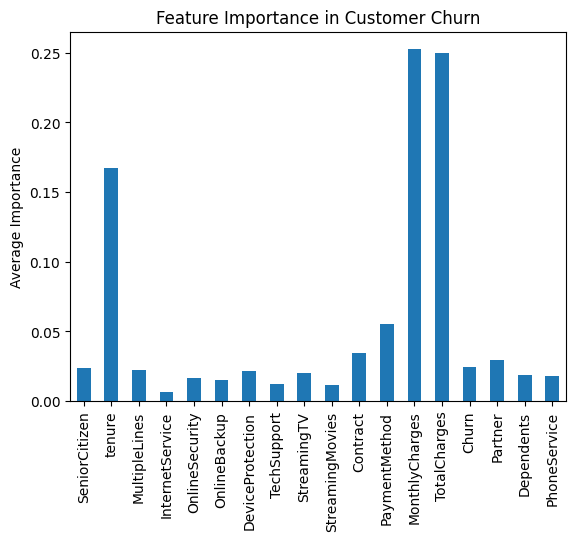 Feature Importance in Customer Churn
Average Importance
0.25
0.20
0.15
0.10
0.05
0.00
SeniorCitizen
tenure
MultipleLines
InternetService
OnlineSecurity
OnlineBackup
DeviceProtection
TechSupport
StreamingTV
StreamingMovies
Contract
PaymentMethod
MonthlyCharges
TotalCharges
Churn
Partner
Dependents
PhoneService